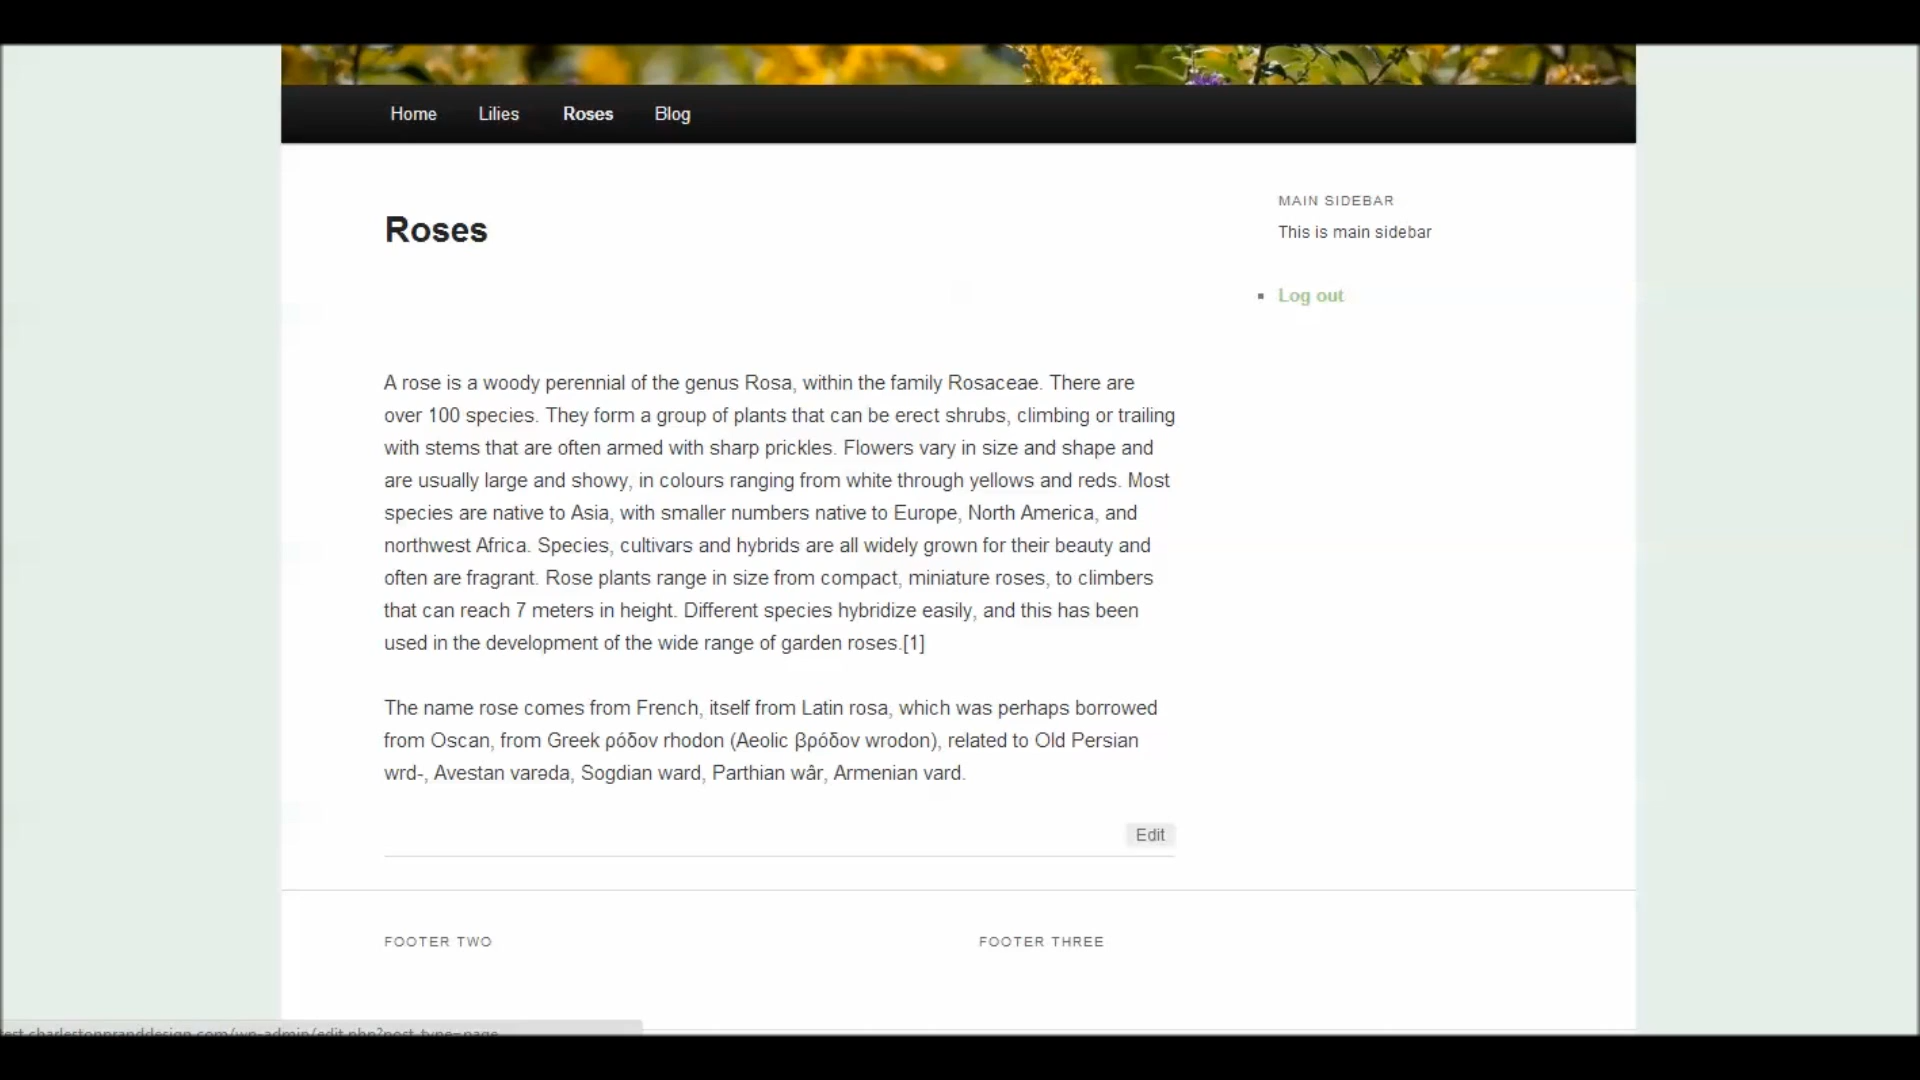 Home Lilies Roses Blog
Roses
MAIN SIDEBAR
This is main sidebar
Log out
A rose is a woody perennial of the genus Rosa, within the family Rosaceae. There are
over 100 species. They form a group of plants that can be erect shrubs, climbing or trailing
with stems that are often armed with sharp prickles. Flowers vary in size and shape and
are usually large and showy, in colours ranging from white through yellows and reds. Most
species are native to Asia, with smaller numbers native to Europe, North America, and
northwest Africa. Species, cultivars and hybrids are all widely grown for their beauty and
often are fragrant. Rose plants range in size from compact, miniature roses, to climbers
that can reach 7 meters in height. Different species hybridize easily, and this has been
used in the development of the wide range of garden roses.[1]
The name rose comes from French, itself from Latin rosa, which was perhaps borrowed
from Oscan, from Greek ρόδον rhodon (Aeolic βρόδον wrodon), related to Old Persian
wrd-, Avestan varəda, Sogdian ward, Parthian wâr, Armenian vard.
Edit
FOOTER TWO
FOOTER THREE